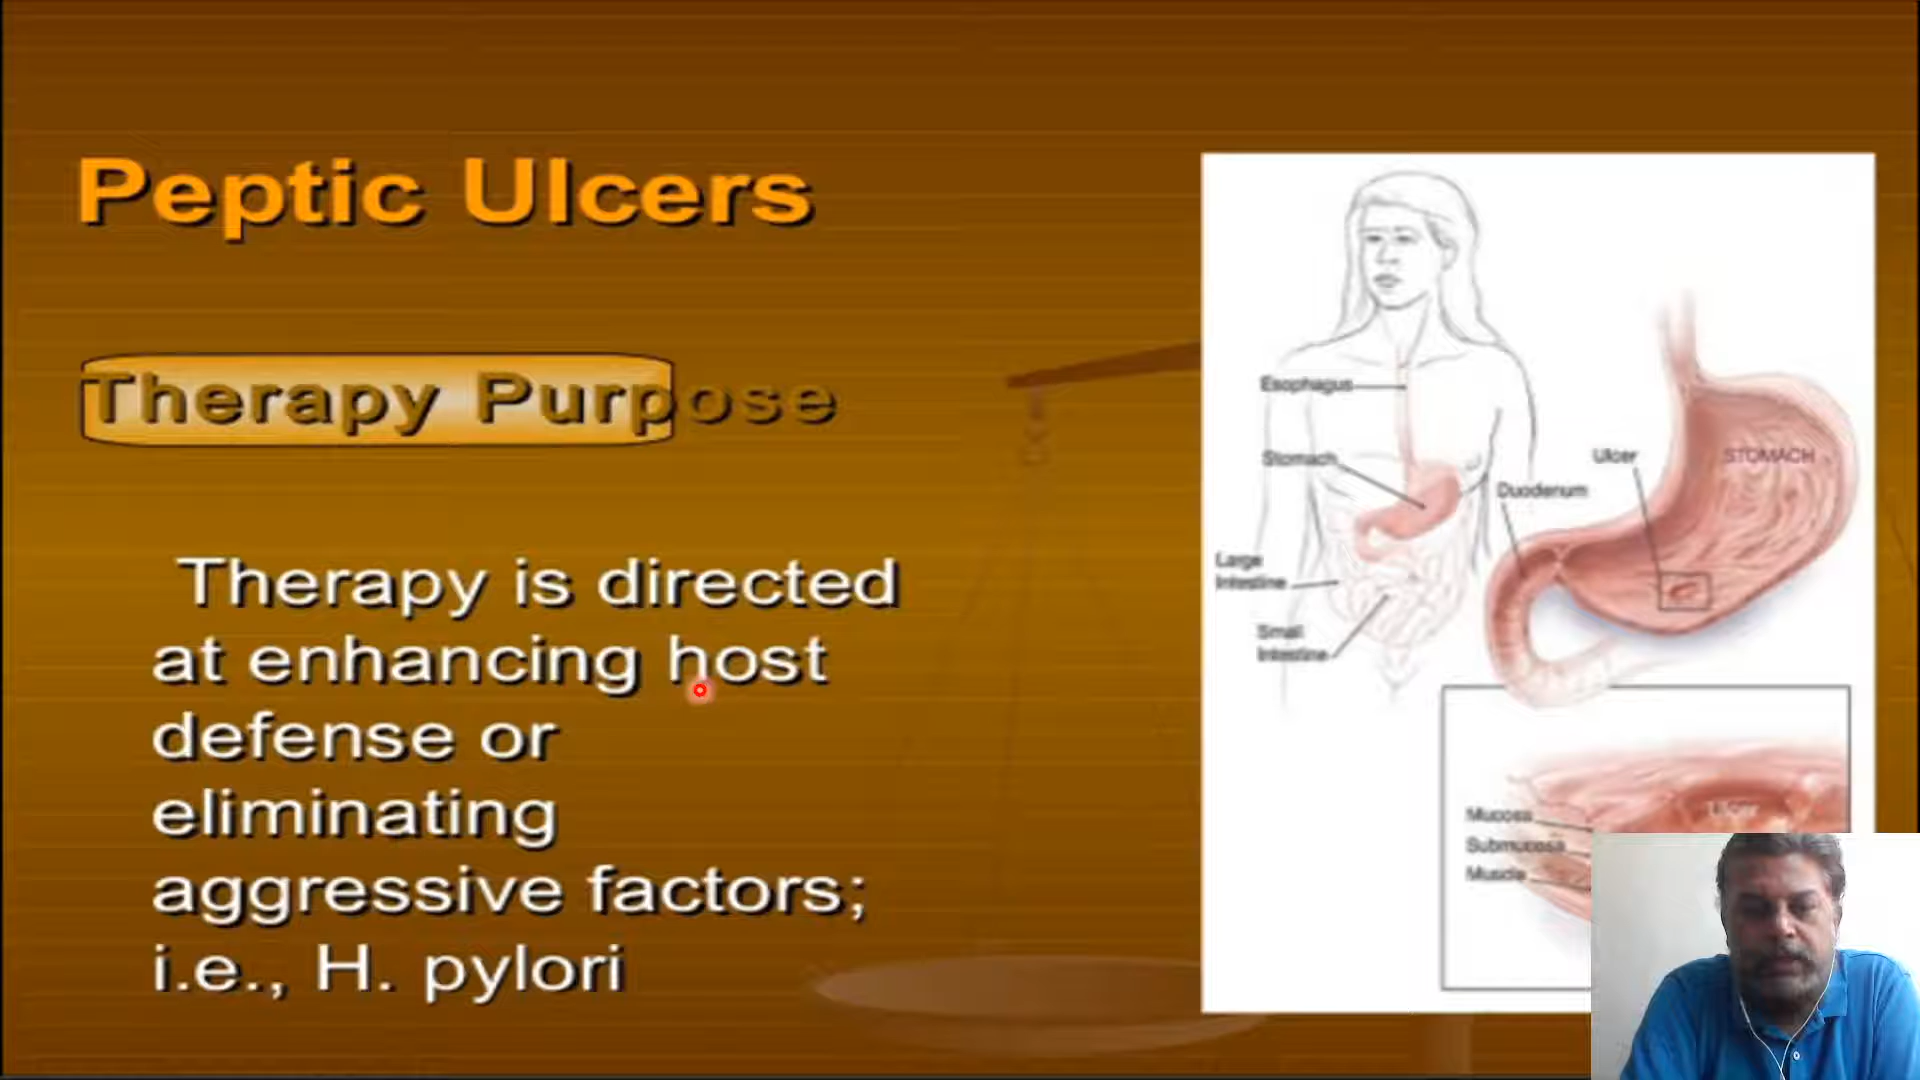 Peptic Ulcers
Therapy Purpose
Therapy is directed
at enhancing host
defense or
eliminating
aggressive factors;
i.e., H. pylori
Esophagus
Stomach
Large
Intestine
Small
Intestine
Ulcer
STOMACH
Duodenum
Ulcer
Mucosa
Submucosa
Muscle